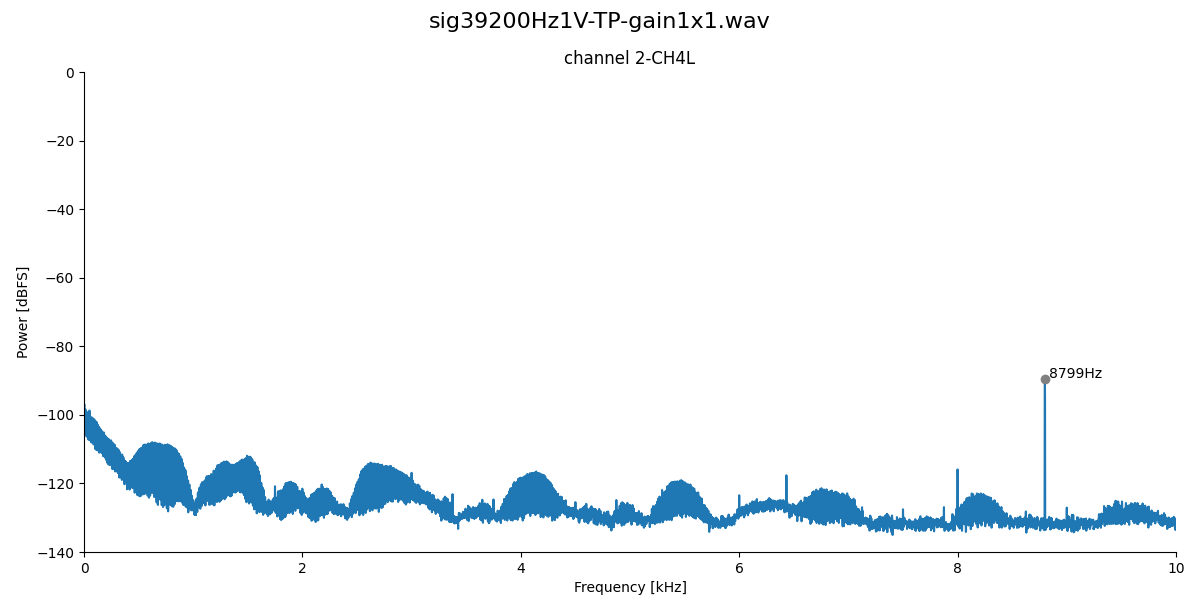 sig39200Hz1V-TP-gain1x1.wav
channel 2-CH4L
0
−20
−40
−60
−80
−100
−120
−140
Power [dBFS]
8799Hz
0 2 4 6 8 10
Frequency [kHz]